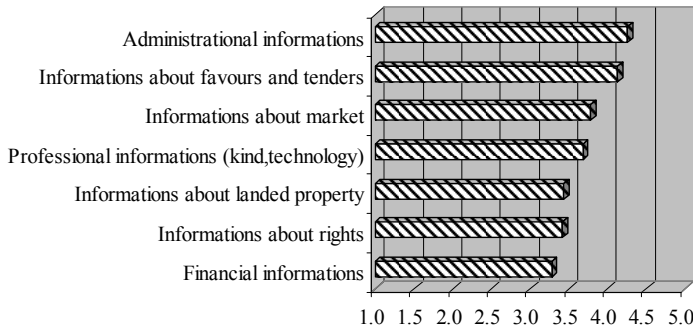 Administrational informations
Informations about favours and tenders
Informations about market
Professional informations (kind,technology)
Informations about landed property
Informations about rights
Financial informations
1.0 1.5 2.0 2.5 3.0 3.5 4.0 4.5 5.0